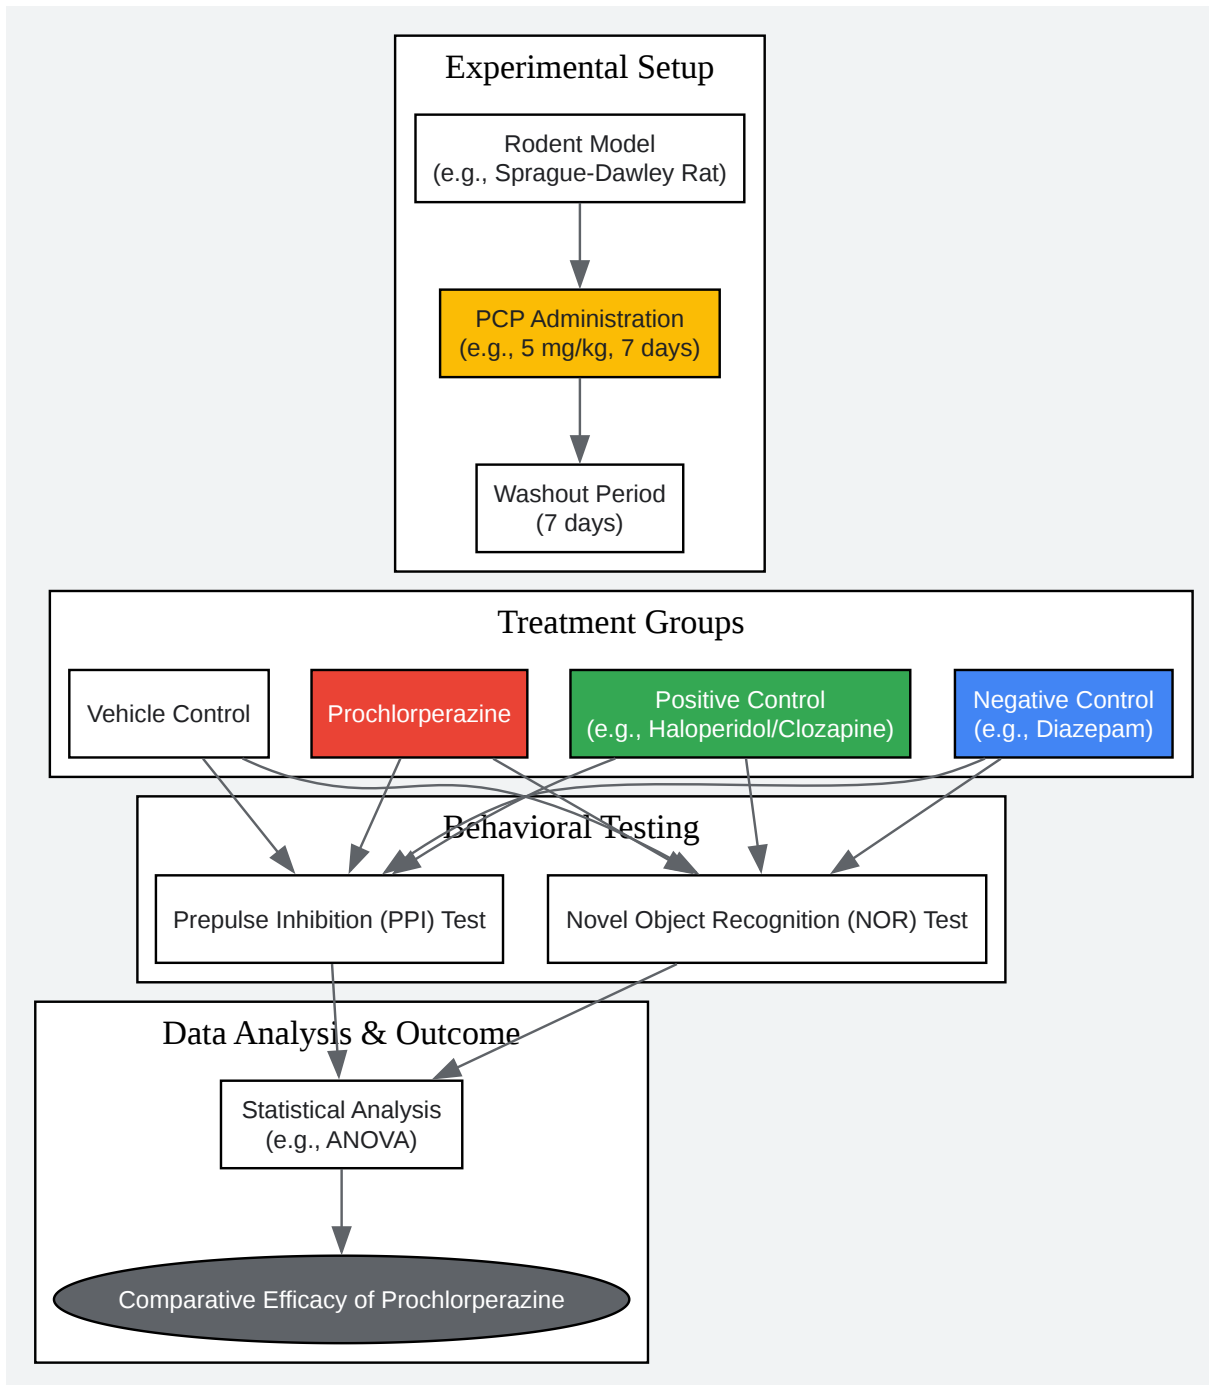 Experimental Setup
Rodent Model
(e.g., Sprague-Dawley Rat)
PCP Administration
(e.g., 5 mg/kg, 7 days)
Washout Period
(7 days)
Treatment Groups
Vehicle Control
Prochlorperazine
Positive Control
(e.g., Haloperidol/Clozapine)
Negative Control
(e.g., Diazepam)
Behavioral Testing
Prepulse Inhibition (PPI) Test
Novel Object Recognition (NOR) Test
Data Analysis & Outcome
Statistical Analysis
(e.g., ANOVA)
Comparative Efficacy of Prochlorperazine